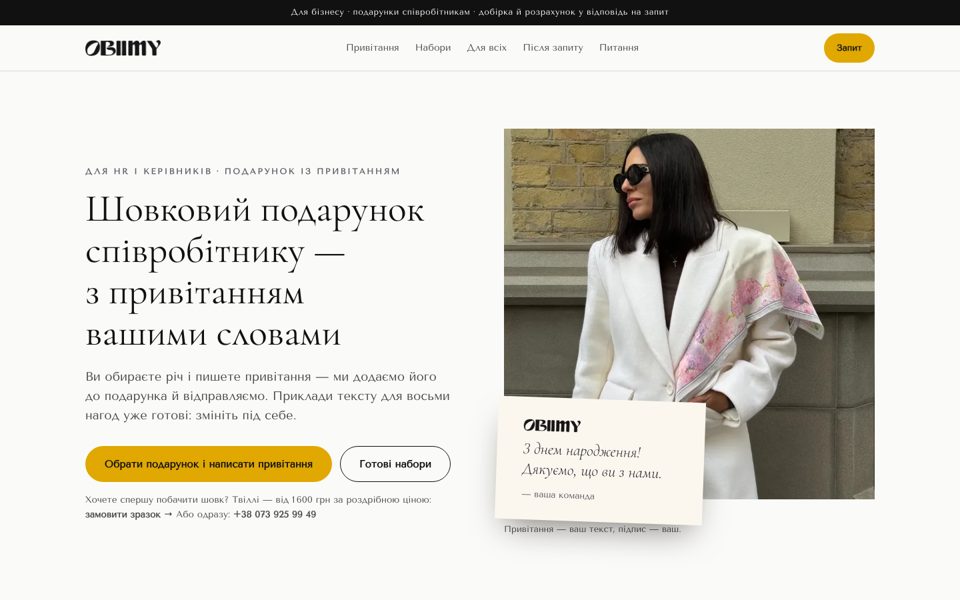 Для бізнесу · подарунки співробітникам · добірка й розрахунок у відповідь на запит
OBIIMY
Привітання Набори Для всіх Після запиту Питання
Запит
ДЛЯ HR І КЕРІВНИКІВ · ПОДАРУНОК ІЗ ПРИВІТАННЯМ
Шовковий подарунок
співробітнику —
з привітанням
вашими словами
Ви обираєте річ і пишете привітання — ми додаємо його
до подарунка й відправляємо. Приклади тексту для восьми
нагод уже готові: змініть під себе.
Обрати подарунок і написати привітання
Готові набори
Хочете спершу побачити шовк? Твіллі — від 1600 грн за роздрібною ціною:
замовити зразок → Або одразу: +38 073 925 99 49
OBIIMY
З днем народження!
Дякуємо, що ви з нами.
— ваша команда
Привітання — ваш текст, підпис — ваш.